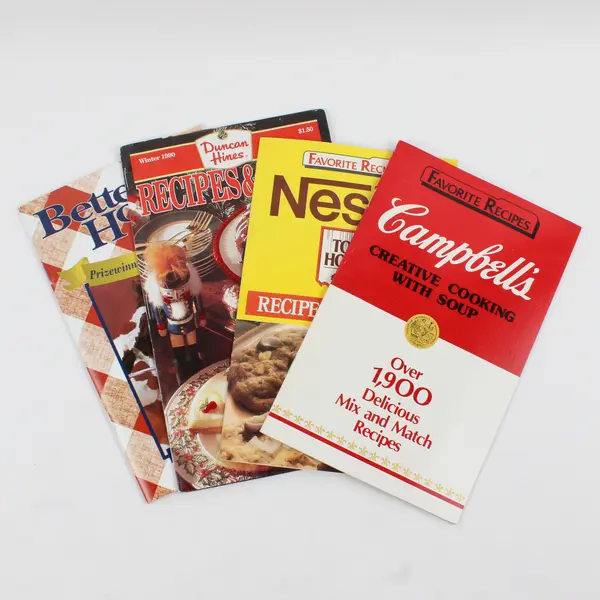 Bette
Ho
Prizewinn
Winter 1990
Duncan
Hines
$1.50
RECIPES&
FAVORITE REC
Nes
TO
HO
RECIPE
FAVORITE RECIPES
Campbell's
CREATIVE COOKING
WITH SOUP
Over
1,900
Delicious
Mix and Match
Recipes